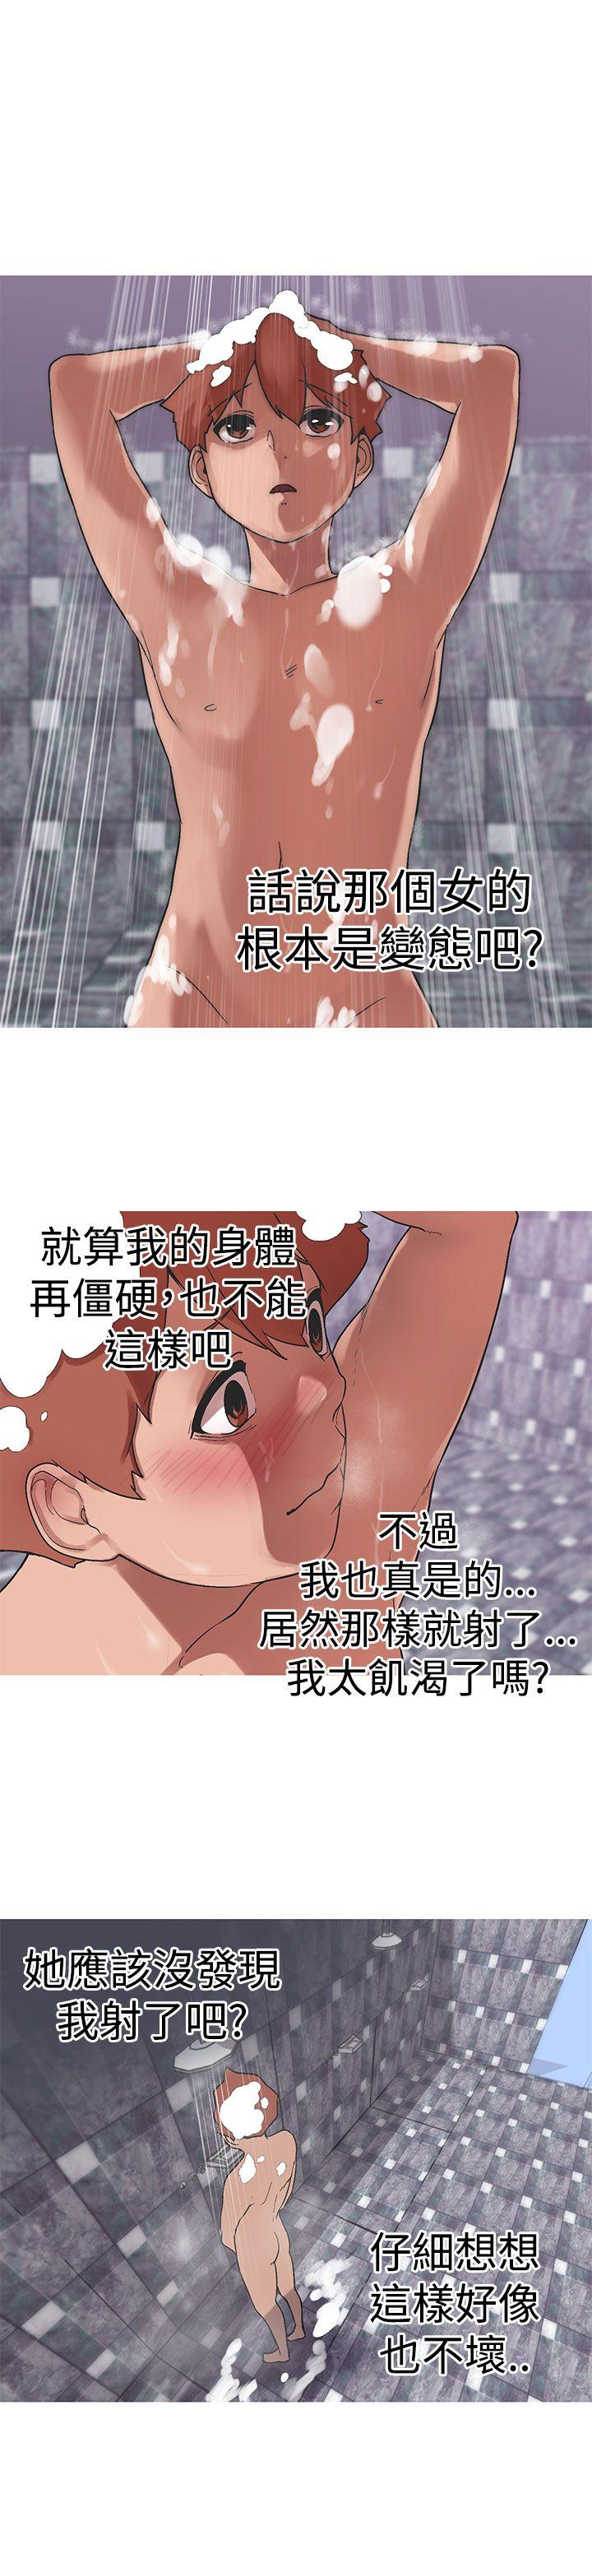 話說那個女的
根本是變態吧?
就算我的身體
再僵硬,也不能
這樣吧
不過
我也真是的...
居然那樣就射了...
我太飢渴了嗎?
她應該沒發現
我射了吧?
仔細想想
這樣好像
也不壞..